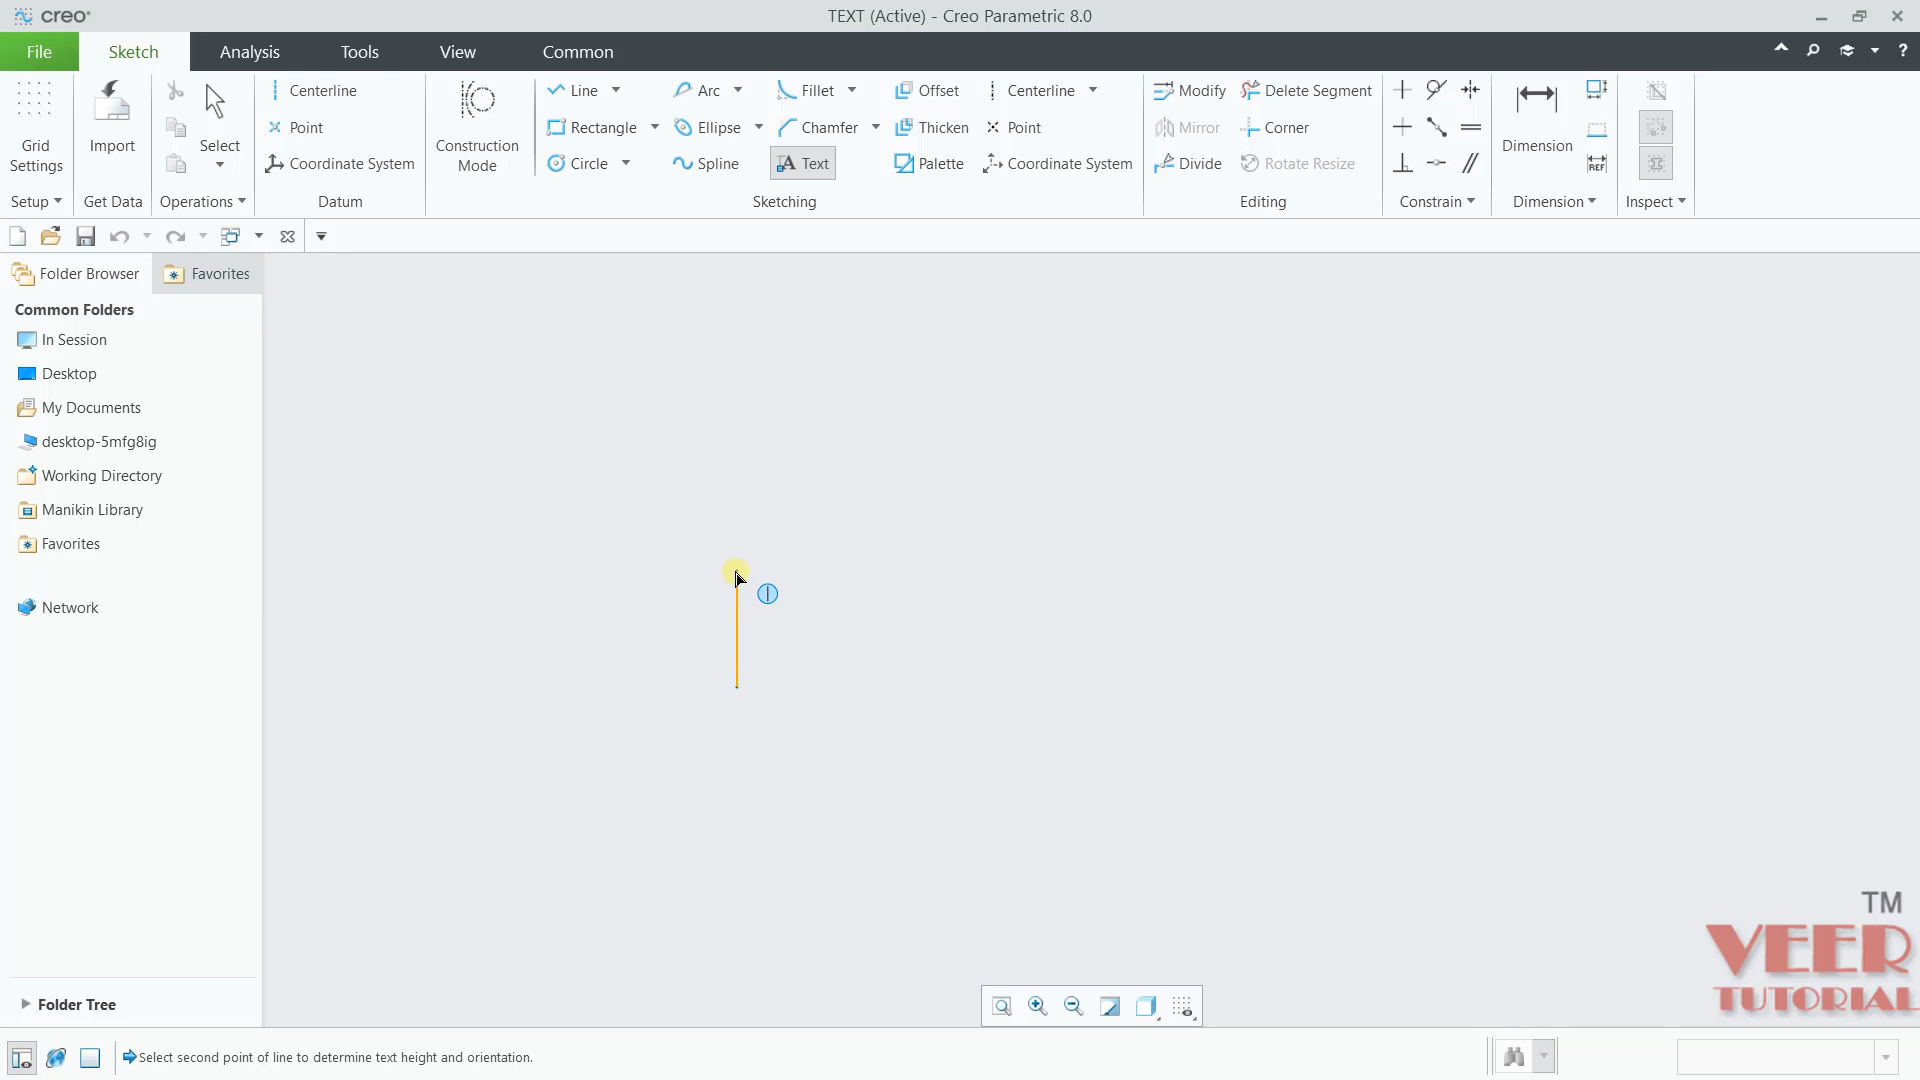 creo®
TEXT (Active) - Creo Parametric 8.0
File Sketch Analysis Tools View Common
?
Grid Settings
Setup
Import
Get Data
Select
Operations
Centerline
Point
Coordinate System
Datum
Construction Mode
Line Arc Fillet Offset Centerline
Rectangle Ellipse Chamfer Thicken Point
Circle Spline Text Palette Coordinate System
Sketching
Modify Delete Segment
Mirror Corner
Divide Rotate Resize
Editing
Constrain
Dimension
REF
Dimension
Inspect
Folder Browser Favorites
Common Folders
In Session
Desktop
My Documents
desktop-5mfg8ig
Working Directory
Manikin Library
Favorites
Network
Folder Tree
TM
VEER
TUTORIAL
Select second point of line to determine text height and orientation.